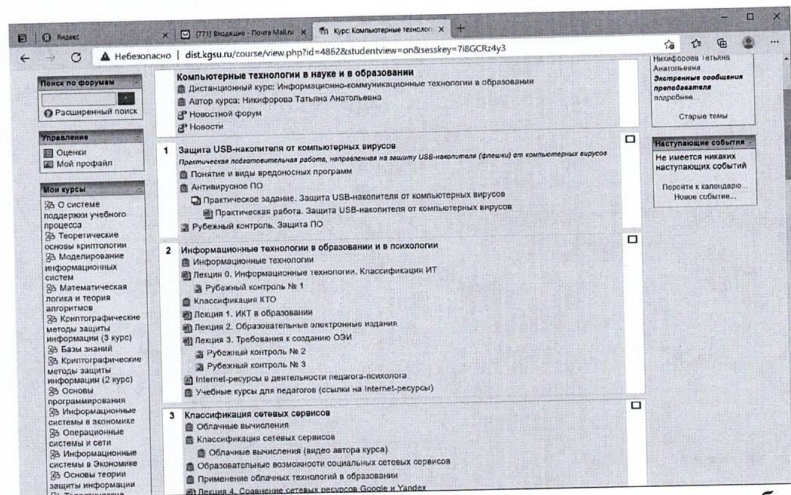 Яндекс
(771) Входящие - Почта Mail.ru
Курс: Компьютерные технолог
Небезопасно | dist.kgsu.ru/course/view.php?id=4862&studentview=on&sesskey=7i8GCRz4y3
Поиск по форумам
Расширенный поиск
Управление
Оценки
Мой профайл
Мои курсы
О системе
поддержки учебного
процесса
Теоретические
основы криптологии
Моделирование
информационных
систем
Математическая
логика и теория
алгоритмов
Криптографические
методы защиты
информации (3 курс)
Базы знаний
Криптографические
методы защиты
информации (2 курс)
Основы
программирования
Информационные
системы в экономике
Операционные
системы и сети
Информационные
системы в Экономике
Основы теории
защиты информации
Теоретические
Компьютерные технологии в науке и в образовании
Дистанционный курс: Информационно-коммуникационные технологии в образовании
Автор курса: Никифорова Татьяна Анатольевна
Новостной форум
Новости
1 Защита USB-накопителя от компьютерных вирусов
Практическая подготовительная работа, направленная на защиту USB-накопителя (флешки) от компьютерных вирусов
Понятие и виды вредоносных программ
Антивирусное ПО
Практическое задание. Защита USB-накопителя от компьютерных вирусов
Практическая работа. Защита USB-накопителя от компьютерных вирусов
Рубежный контроль. Защита ПО
2 Информационные технологии в образовании и в психологии
Информационные технологии
Лекция 0. Информационные технологии. Классификация ИТ
Рубежный контроль № 1
Классификация КТО
Лекция 1. ИКТ в образовании
Лекция 2. Образовательные электронные издания
Лекция 3. Требования к созданию ОЭИ
Рубежный контроль № 2
Рубежный контроль № 3
Internet-ресурсы в деятельности педагога-психолога
Учебные курсы для педагогов (ссылки на Internet-ресурсы)
3 Классификация сетевых сервисов
Облачные вычисления
Классификация сетевых сервисов
Облачные вычисления (видео автора курса)
Образовательные возможности социальных сетевых сервисов
Применение облачных технологий в образовании
Лекция 4. Сравнение сетевых ресурсов Google и Yandex
Никифорова Татьяна
Анатольевна
Экстренные сообщения
преподавателя
подробнее...
Старые темы
Наступающие события
Не имеется никаких
наступающих событий
Перейти к календарю...
Новое событие...